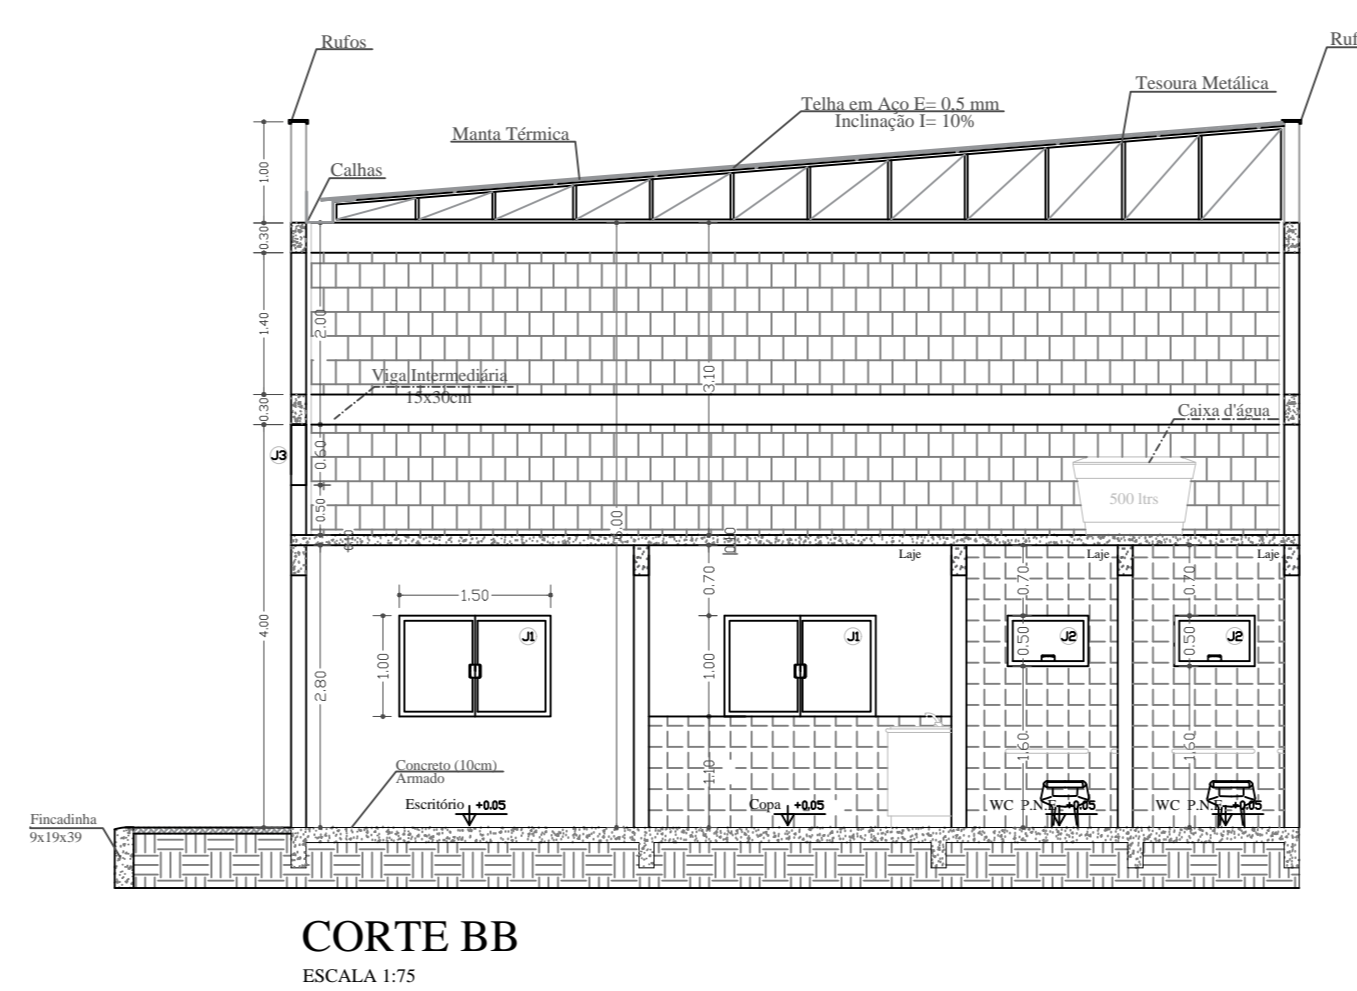 Rufos
Ruf
Tesoura Metálica
Telha em Aço E= 0,5 mm
Inclinação I= 10%
Manta Térmica
Calhas
1.00
0.30
1.40
2.00
3.10
Viga Intermediária
15x30cm
0.30
Caixa d'água
J3
0.60
500 ltrs
0.50
Laje
Laje
Laje
0.70
0.70
0.70
1.50
J1
J1
J2
J2
1.00
1.00
0.50
0.50
4.00
2.80
1.10
1.60
1.60
Concreto (10cm)
Armado
Escritório +0.05
Copa +0.05
WC P.N.E. +0.05
WC P.N.E. +0.05
Fincadinha
9x19x39
CORTE BB
ESCALA 1:75